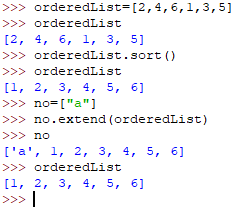 >>> orderedList=[2,4,6,1,3,5]
>>> orderedList
[2, 4, 6, 1, 3, 5]
>>> orderedList.sort()
>>> orderedList
[1, 2, 3, 4, 5, 6]
>>> no=["a"]
>>> no.extend(orderedList)
>>> no
['a', 1, 2, 3, 4, 5, 6]
>>> orderedList
[1, 2, 3, 4, 5, 6]
>>>